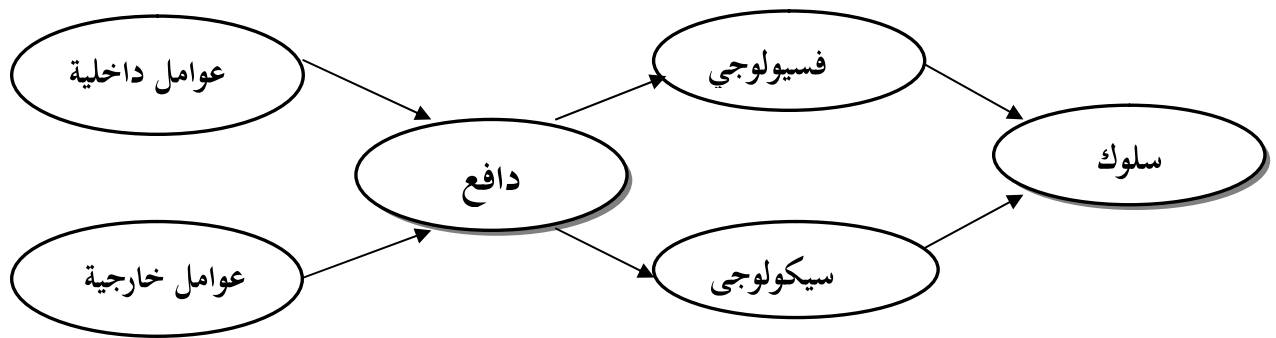 عوامل داخلية
فسيولوجي
سلوك
دافع
عوامل خارجية
سيكولوجى